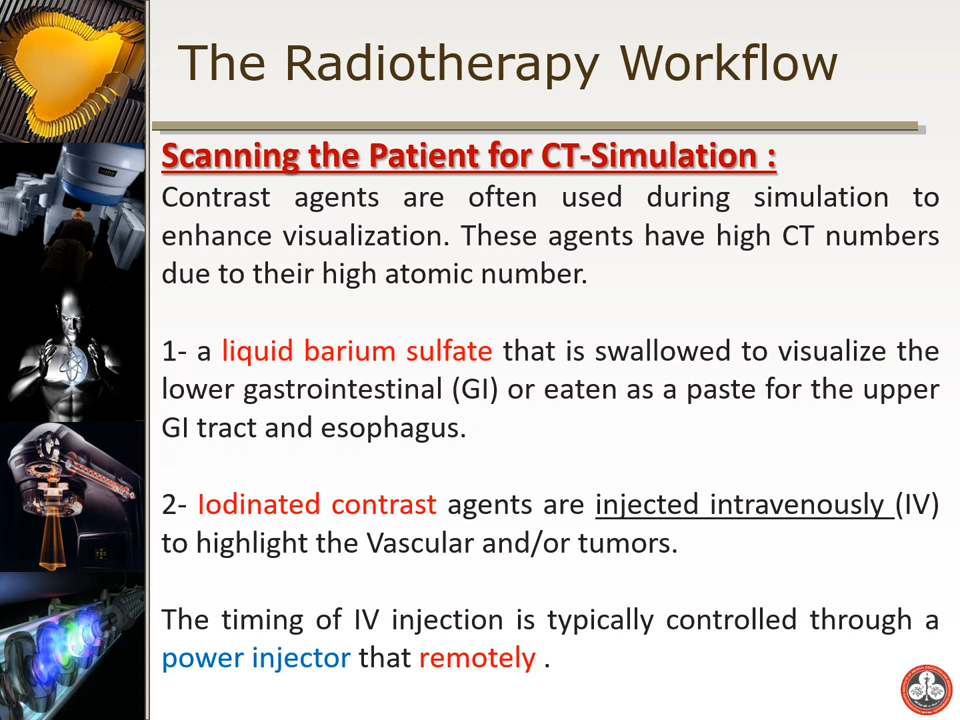 The Radiotherapy Workflow
Scanning the Patient for CT-Simulation :
Contrast agents are often used during simulation to
enhance visualization. These agents have high CT numbers
due to their high atomic number.
1- a liquid barium sulfate that is swallowed to visualize the
lower gastrointestinal (GI) or eaten as a paste for the upper
GI tract and esophagus.
2- Iodinated contrast agents are injected intravenously (IV)
to highlight the Vascular and/or tumors.
The timing of IV injection is typically controlled through a
power injector that remotely .